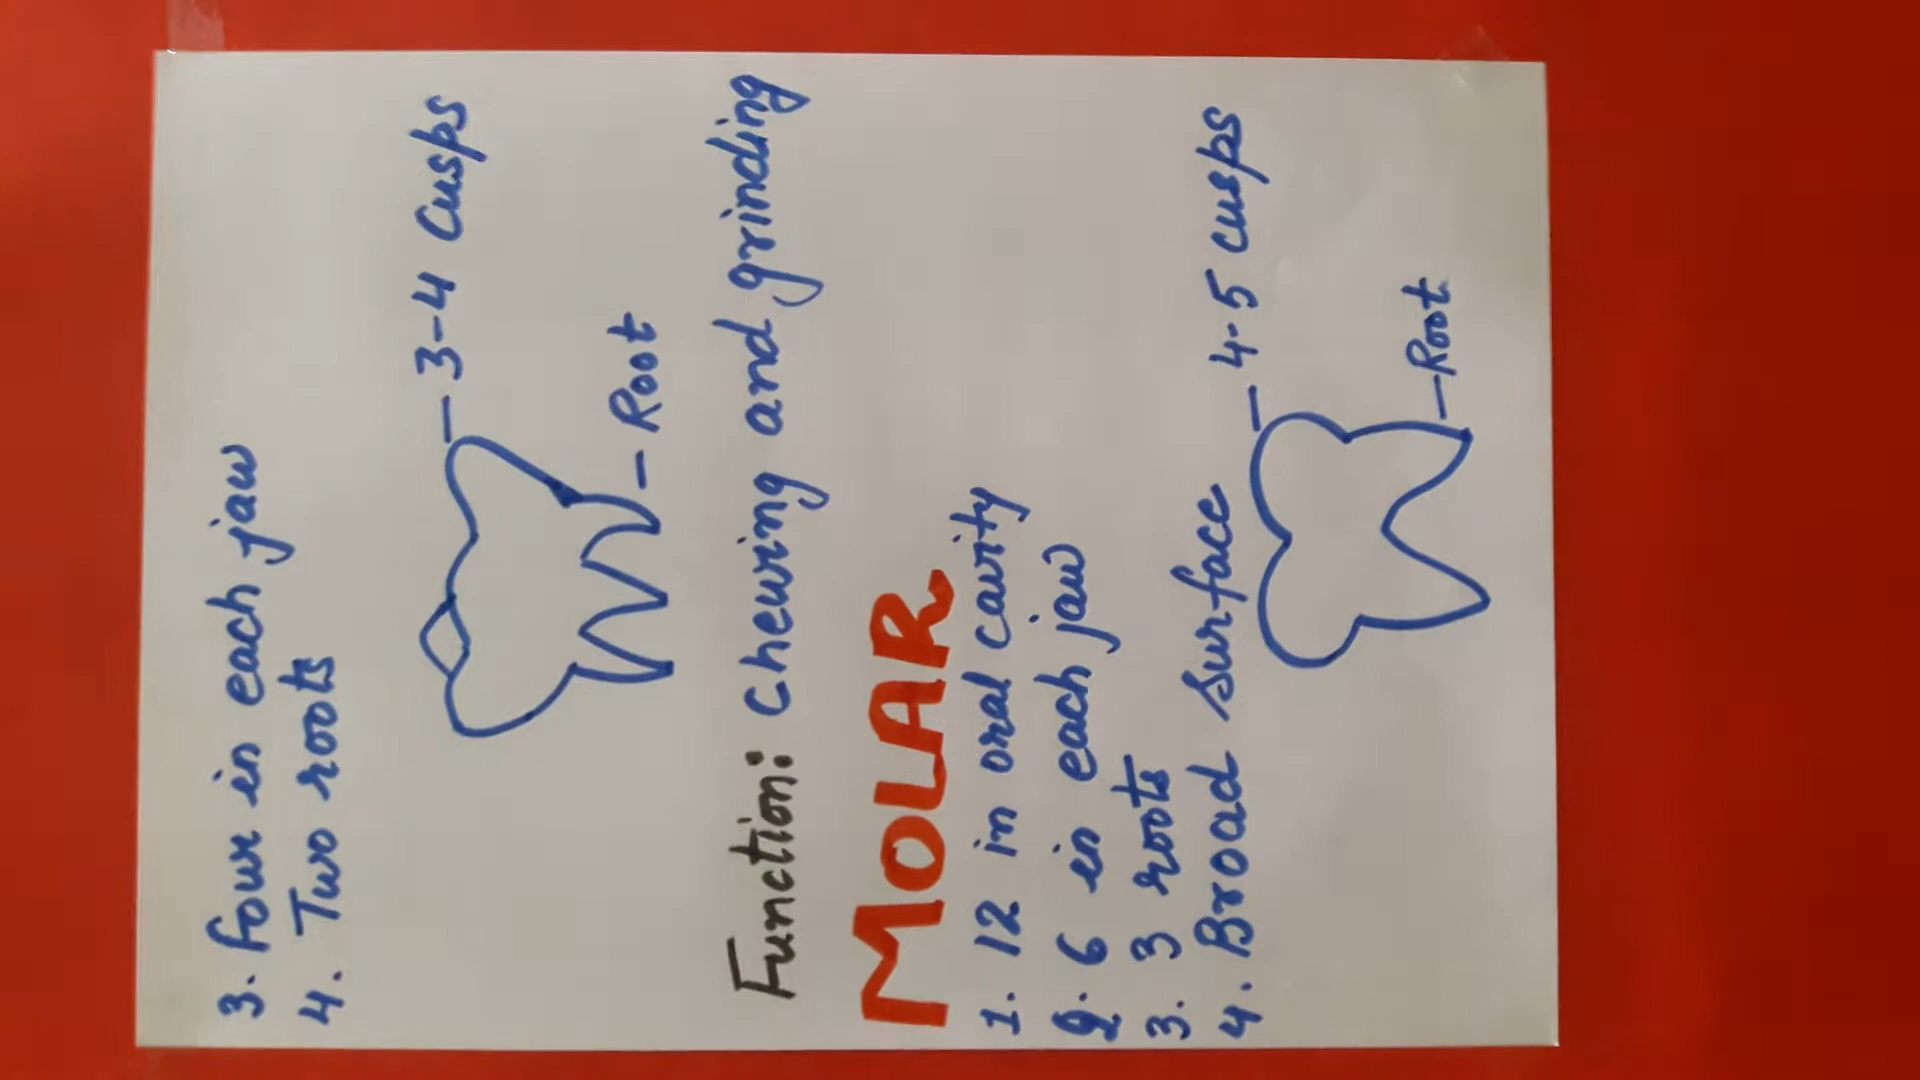 3. Four in each jaw
4. Two roots
3-4 Cusps
Root
Function: Chewing and grinding
MOLAR
1. 12 in oral cavity
2. 6 in each jaw
3. 3 roots
4. Broad surface
4-5 cusps
Root